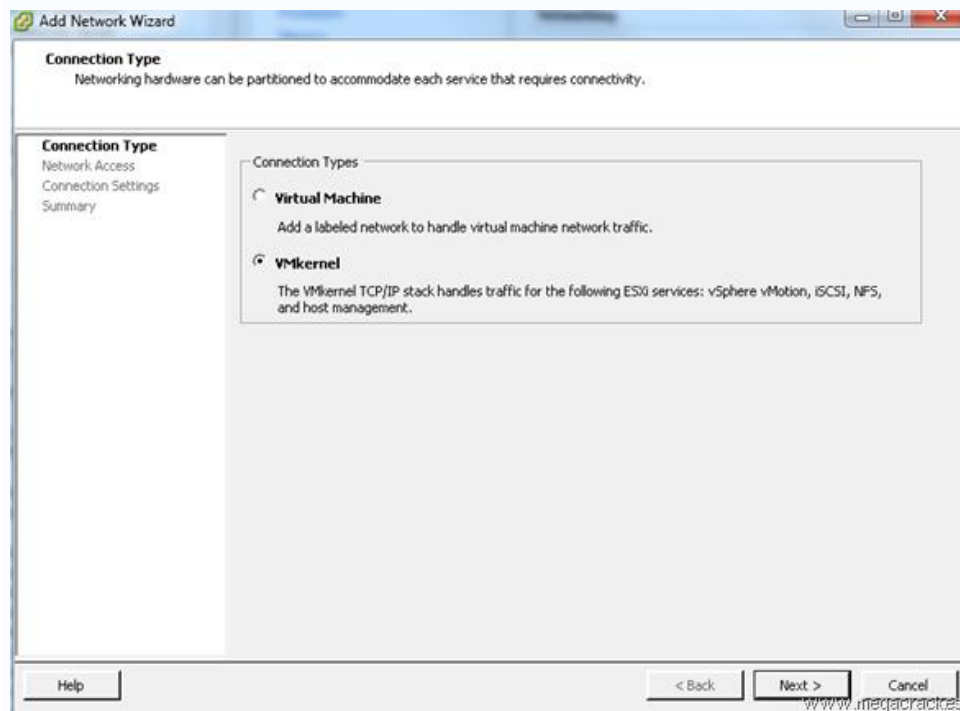 Add Network Wizard
Connection Type
Networking hardware can be partitioned to accommodate each service that requires connectivity.
Connection Type
Network Access
Connection Settings
Summary
Connection Types
Virtual Machine
Add a labeled network to handle virtual machine network traffic.
VMkernel
The VMkernel TCP/IP stack handles traffic for the following ESXi services: vSphere vMotion, iSCSI, NFS,
and host management.
Help
< Back
Next >
Cancel
www.megacrack.es